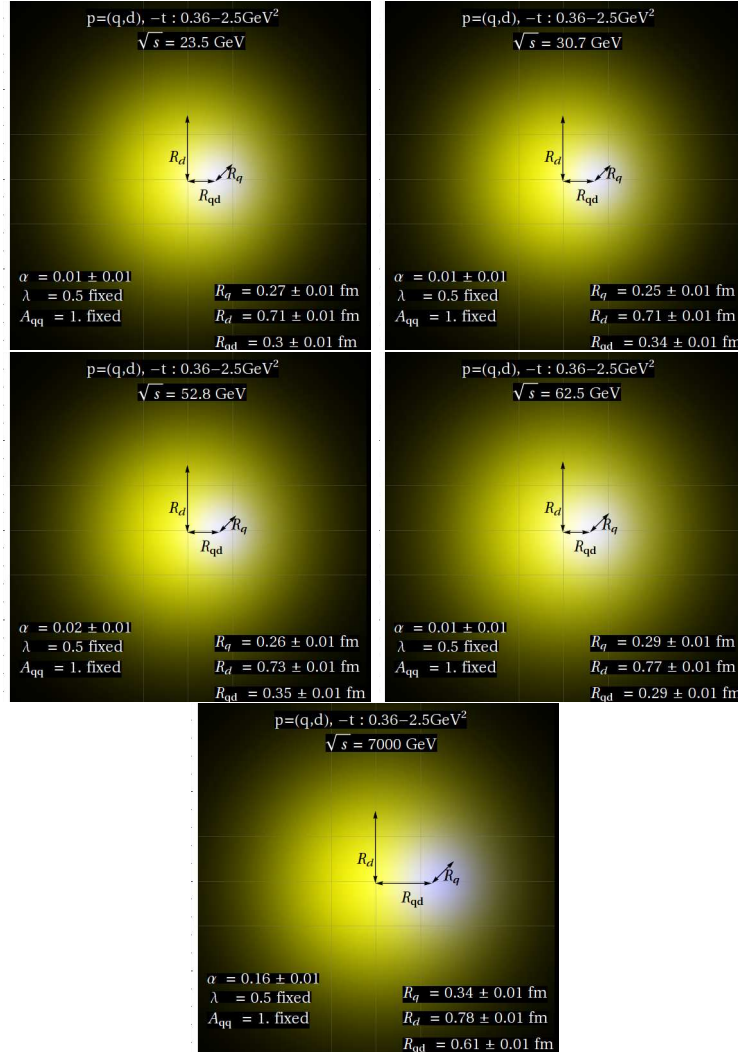 p=(q,d), −t : 0.36−2.5GeV²
√s = 23.5 GeV
R_d
R_q
R_qd
α = 0.01 ± 0.01
λ = 0.5 fixed
A_qq = 1. fixed
R_q = 0.27 ± 0.01 fm
R_d = 0.71 ± 0.01 fm
R_qd = 0.3 ± 0.01 fm
p=(q,d), −t : 0.36−2.5GeV²
√s = 30.7 GeV
R_d
R_q
R_qd
α = 0.01 ± 0.01
λ = 0.5 fixed
A_qq = 1. fixed
R_q = 0.25 ± 0.01 fm
R_d = 0.71 ± 0.01 fm
R_qd = 0.34 ± 0.01 fm
p=(q,d), −t : 0.36−2.5GeV²
√s = 52.8 GeV
R_d
R_q
R_qd
α = 0.02 ± 0.01
λ = 0.5 fixed
A_qq = 1. fixed
R_q = 0.26 ± 0.01 fm
R_d = 0.73 ± 0.01 fm
R_qd = 0.35 ± 0.01 fm
p=(q,d), −t : 0.36−2.5GeV²
√s = 62.5 GeV
R_d
R_q
R_qd
α = 0.01 ± 0.01
λ = 0.5 fixed
A_qq = 1. fixed
R_q = 0.29 ± 0.01 fm
R_d = 0.77 ± 0.01 fm
R_qd = 0.29 ± 0.01 fm
p=(q,d), −t : 0.36−2.5GeV²
√s = 7000 GeV
R_d
R_q
R_qd
α = 0.16 ± 0.01
λ = 0.5 fixed
A_qq = 1. fixed
R_q = 0.34 ± 0.01 fm
R_d = 0.78 ± 0.01 fm
R_qd = 0.61 ± 0.01 fm